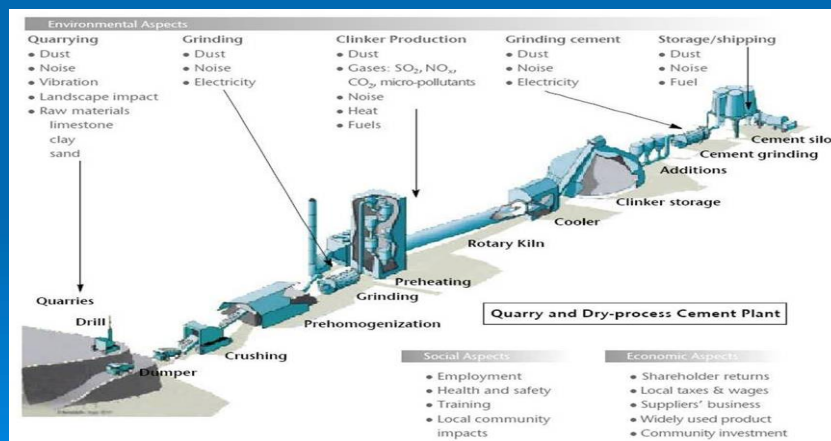 Environmental Aspects
Quarrying
• Dust
• Noise
• Vibration
• Landscape impact
• Raw materials
limestone
clay
sand
Grinding
• Dust
• Noise
• Electricity
Clinker Production
• Dust
• Gases: SO₂, NOₓ,
CO₂, micro-pollutants
• Noise
• Heat
• Fuels
Grinding cement
• Dust
• Noise
• Electricity
Storage/shipping
• Dust
• Noise
• Fuel
Cement silo
Cement grinding
Additions
Clinker storage
Cooler
Rotary Kiln
Preheating
Grinding
Prehomogenization
Crushing
Quarries
Drill
Dumper
Quarry and Dry-process Cement Plant
Social Aspects
• Employment
• Health and safety
• Training
• Local community
impacts
Economic Aspects
• Shareholder returns
• Local taxes & wages
• Suppliers' business
• Widely used product
• Community investment